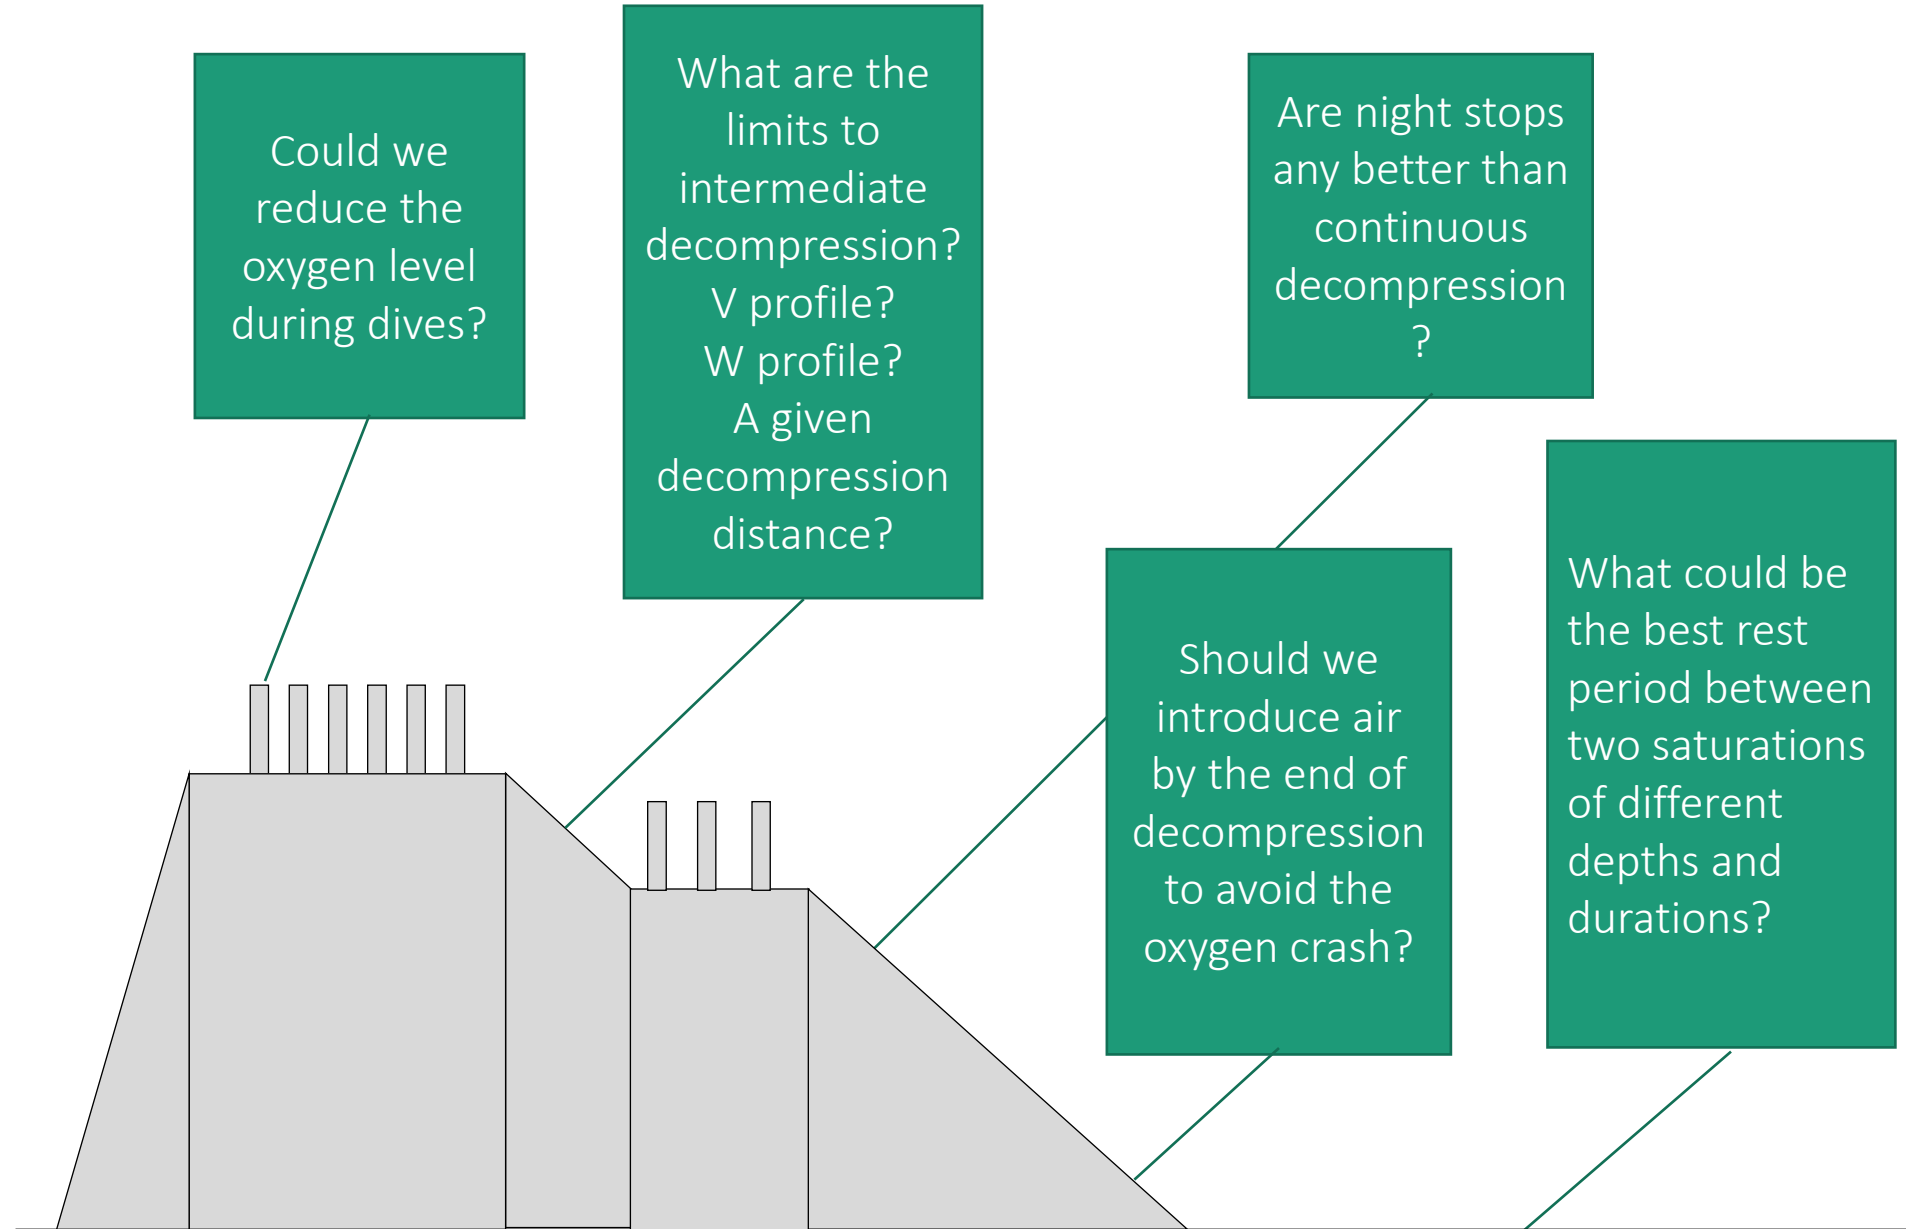 Could we
reduce the
oxygen level
during dives?
What are the
limits to
intermediate
decompression?
V profile?
W profile?
A given
decompression
distance?
Are night stops
any better than
continuous
decompression
?
Should we
introduce air
by the end of
decompression
to avoid the
oxygen crash?
What could be
the best rest
period between
two saturations
of different
depths and
durations?